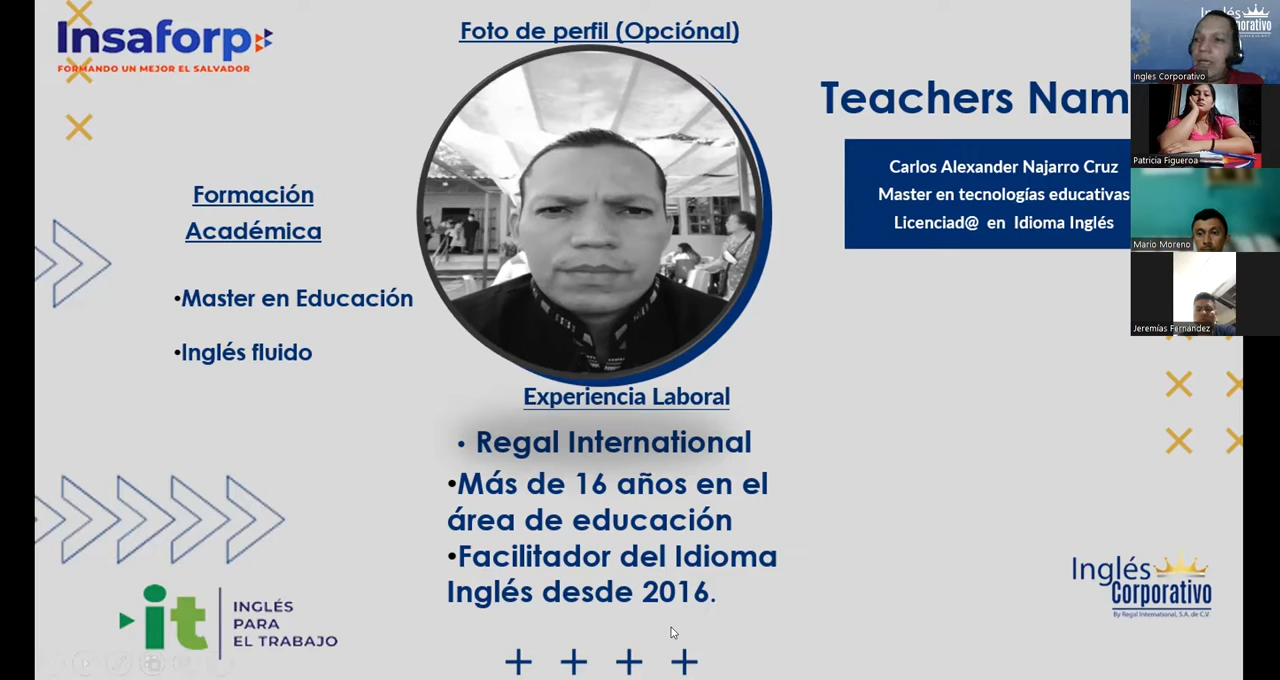 Insaforp
FORMANDO UN MEJOR EL SALVADOR
Foto de perfil (Opciónal)
Teachers Nam
Carlos Alexander Najarro Cruz
Master en tecnologías educativas
Licenciad@ en Idioma Inglés
Formación
Académica
•Master en Educación
•Inglés fluido
Experiencia Laboral
• Regal International
•Más de 16 años en el
área de educación
•Facilitador del Idioma
Inglés desde 2016.
it
INGLÉS
PARA
EL TRABAJO
Inglés
Corporativo
By Regal International, S.A. de C.V.
Inglés
Ingles Corporativo
Patricia Figueroa
Mario Moreno
Jeremías Fernández